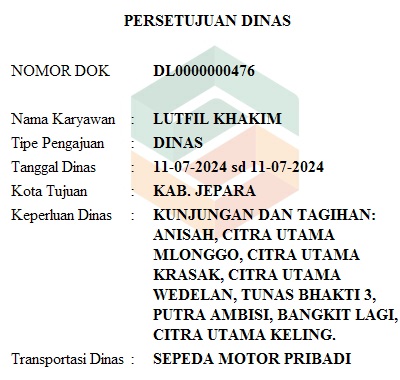 PERSETUJUAN DINAS
NOMOR DOK DL0000000476
Nama Karyawan : LUTFIL KHAKIM
Tipe Pengajuan : DINAS
Tanggal Dinas : 11-07-2024 sd 11-07-2024
Kota Tujuan : KAB. JEPARA
Keperluan Dinas : KUNJUNGAN DAN TAGIHAN:
ANISAH, CITRA UTAMA
MLONGGO, CITRA UTAMA
KRASAK, CITRA UTAMA
WEDELAN, TUNAS BHAKTI 3,
PUTRA AMBISI, BANGKIT LAGI,
CITRA UTAMA KELING.
Transportasi Dinas : SEPEDA MOTOR PRIBADI